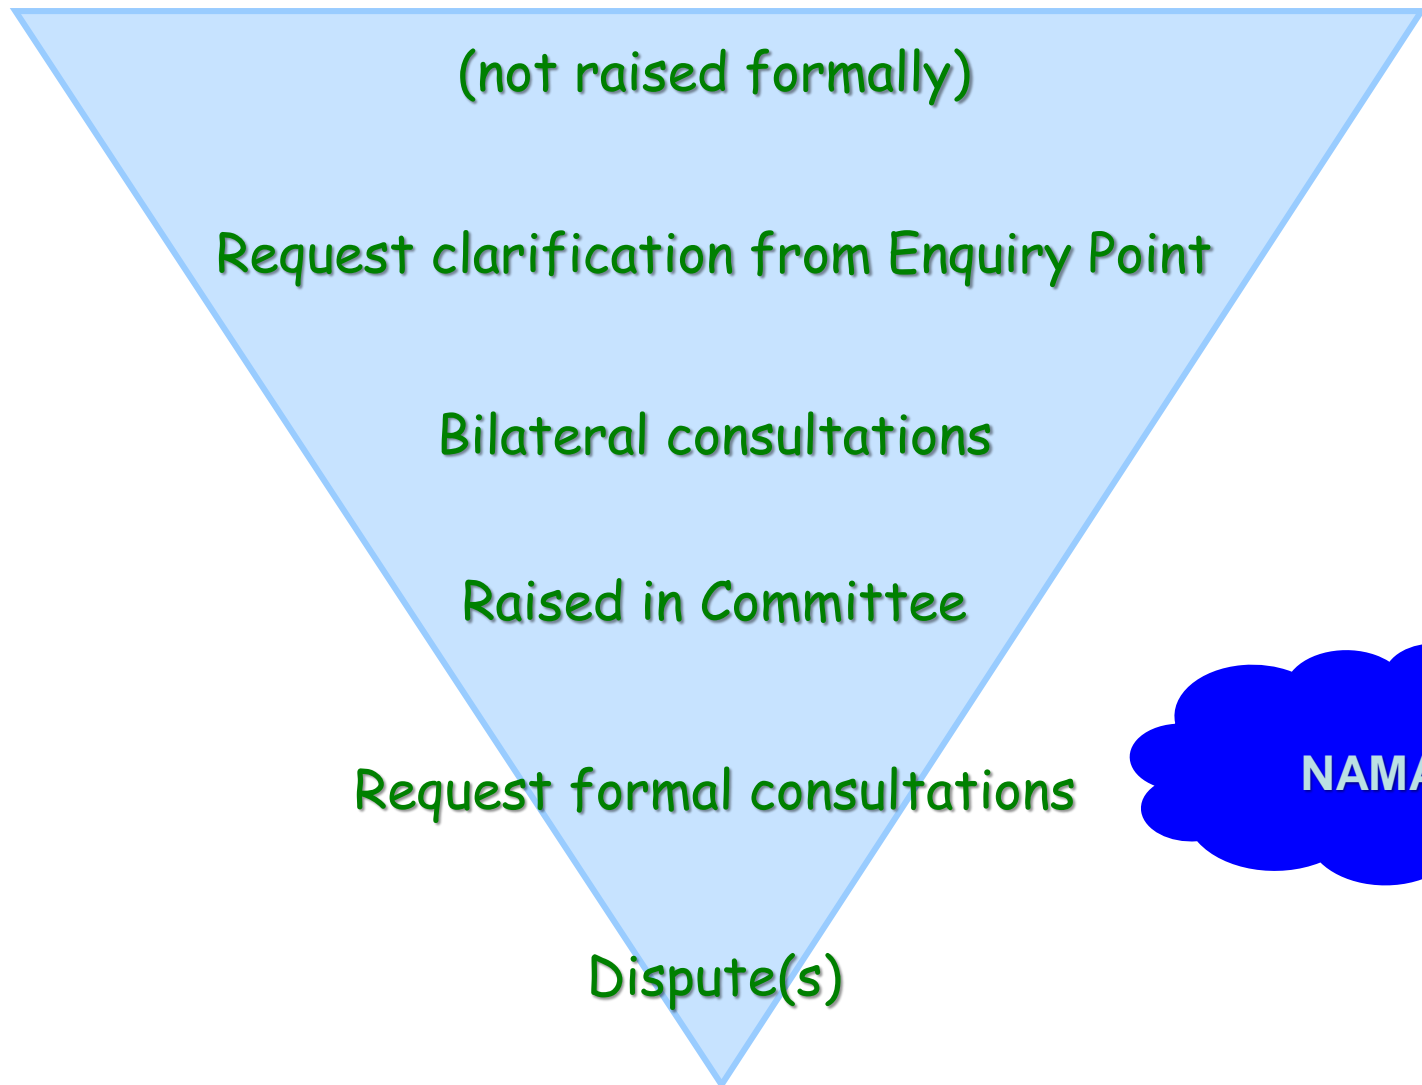 (not raised formally)
Request clarification from Enquiry Point
Bilateral consultations
Raised in Committee
Request formal consultations
NAMA
Dispute(s)